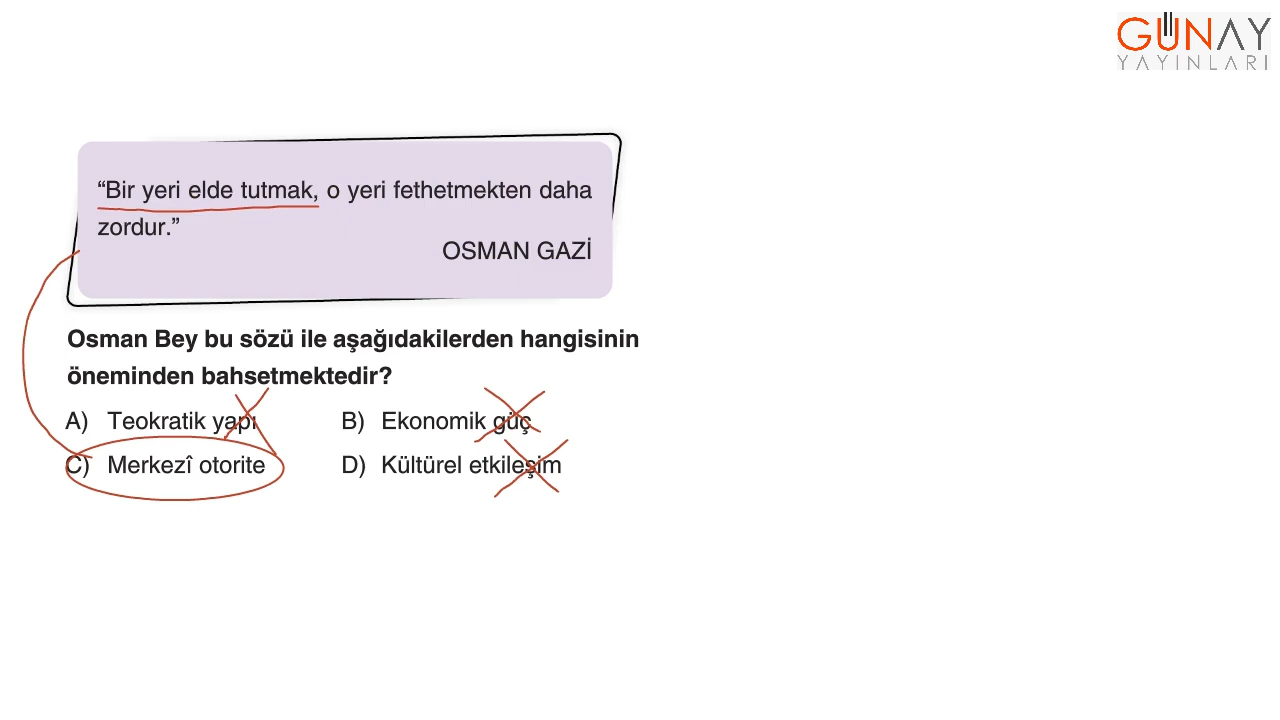 GÜNAY
YAYINLARI
“Bir yeri elde tutmak, o yeri fethetmekten daha
zordur.”
OSMAN GAZİ
Osman Bey bu sözü ile aşağıdakilerden hangisinin
öneminden bahsetmektedir?
A) Teokratik yapı B) Ekonomik güç
C) Merkezî otorite D) Kültürel etkileşim